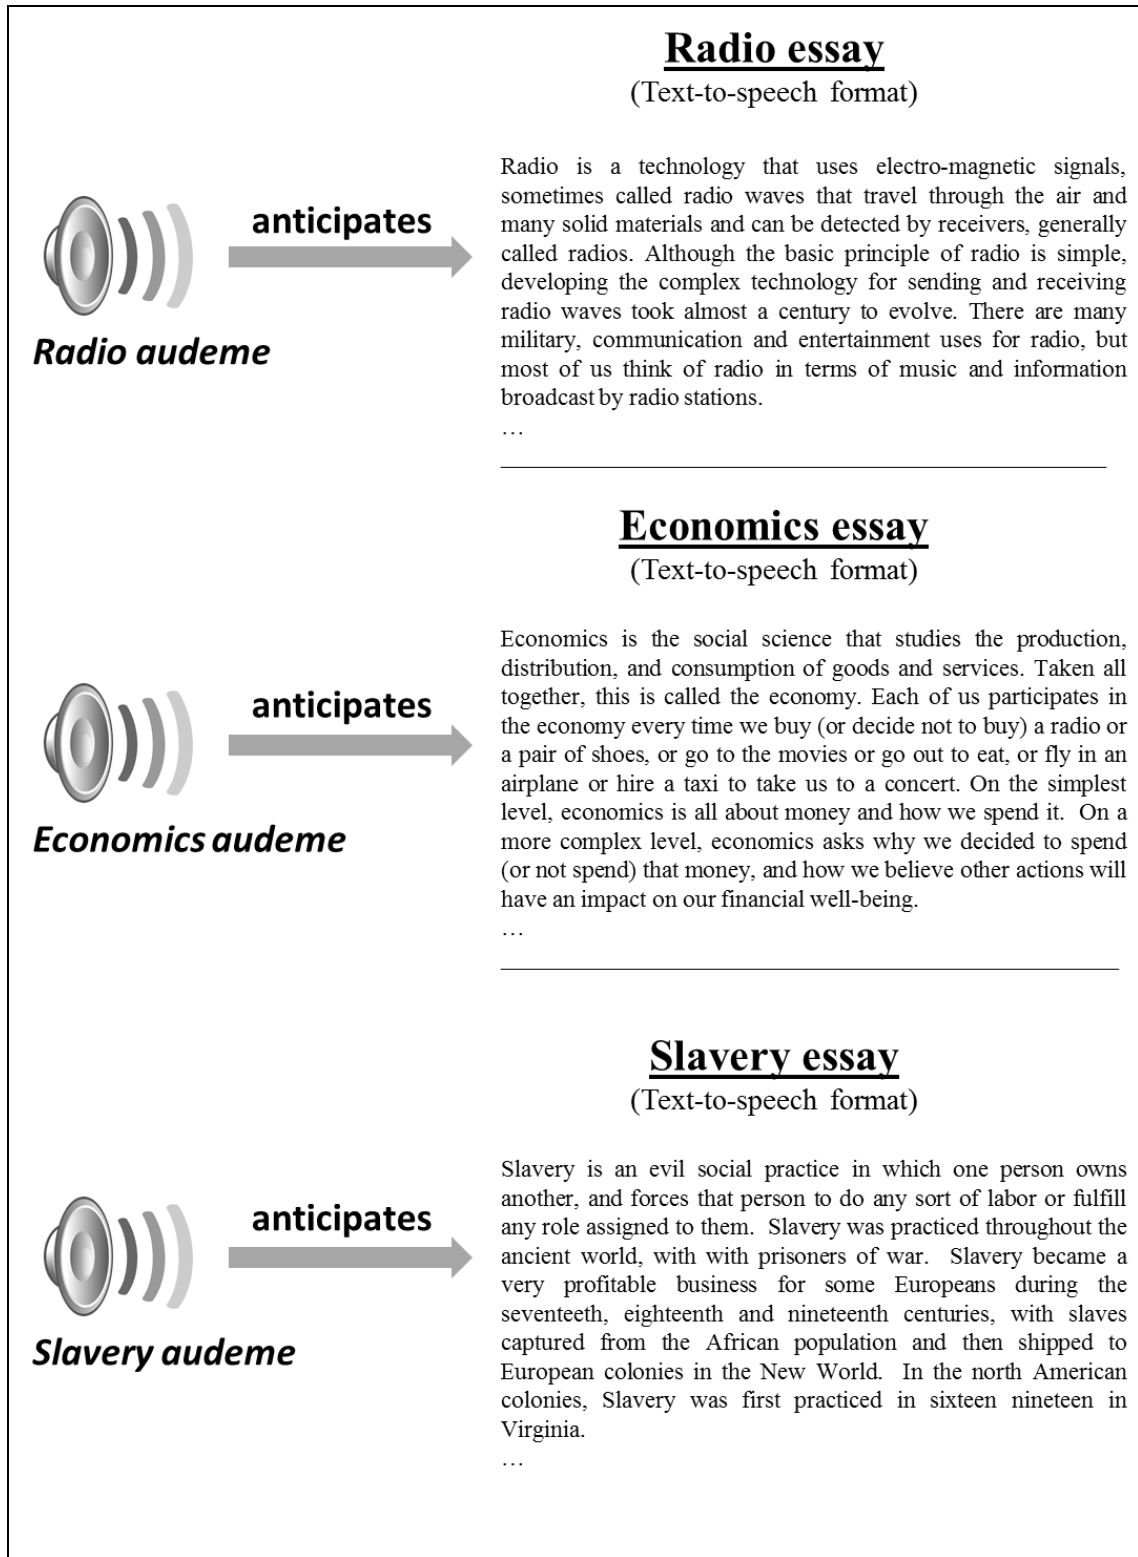 Radio essay
(Text-to-speech format)
Radio is a technology that uses electro-magnetic signals,
sometimes called radio waves that travel through the air and
many solid materials and can be detected by receivers, generally
called radios. Although the basic principle of radio is simple,
developing the complex technology for sending and receiving
radio waves took almost a century to evolve. There are many
military, communication and entertainment uses for radio, but
most of us think of radio in terms of music and information
broadcast by radio stations.
…
anticipates
Radio audeme
Economics essay
(Text-to-speech format)
Economics is the social science that studies the production,
distribution, and consumption of goods and services. Taken all
together, this is called the economy. Each of us participates in
the economy every time we buy (or decide not to buy) a radio or
a pair of shoes, or go to the movies or go out to eat, or fly in an
airplane or hire a taxi to take us to a concert. On the simplest
level, economics is all about money and how we spend it.  On a
more complex level, economics asks why we decided to spend
(or not spend) that money, and how we believe other actions will
have an impact on our financial well-being.
…
anticipates
Economics audeme
Slavery essay
(Text-to-speech format)
Slavery is an evil social practice in which one person owns
another, and forces that person to do any sort of labor or fulfill
any role assigned to them.  Slavery was practiced throughout the
ancient world, with with prisoners of war.  Slavery became a
very profitable business for some Europeans during the
seventeeth, eighteenth and nineteenth centuries, with slaves
captured from the African population and then shipped to
European colonies in the New World.  In the north American
colonies, Slavery was first practiced in sixteen nineteen in
Virginia.
…
anticipates
Slavery audeme